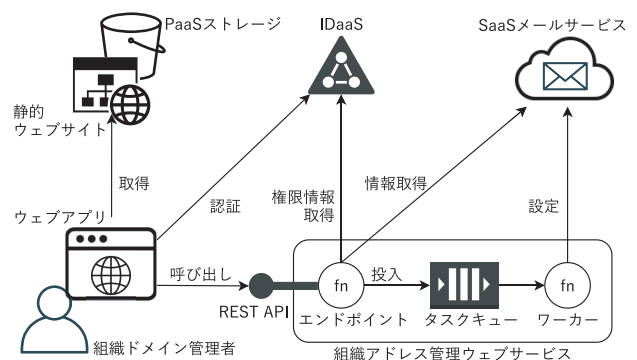 PaaSストレージ
IDaaS
SaaSメールサービス
静的
ウェブサイト
取得
認証
権限情報
取得
情報取得
設定
ウェブアプリ
呼び出し
REST API
fn
エンドポイント
投入
タスクキュー
fn
ワーカー
組織ドメイン管理者
組織アドレス管理ウェブサービス